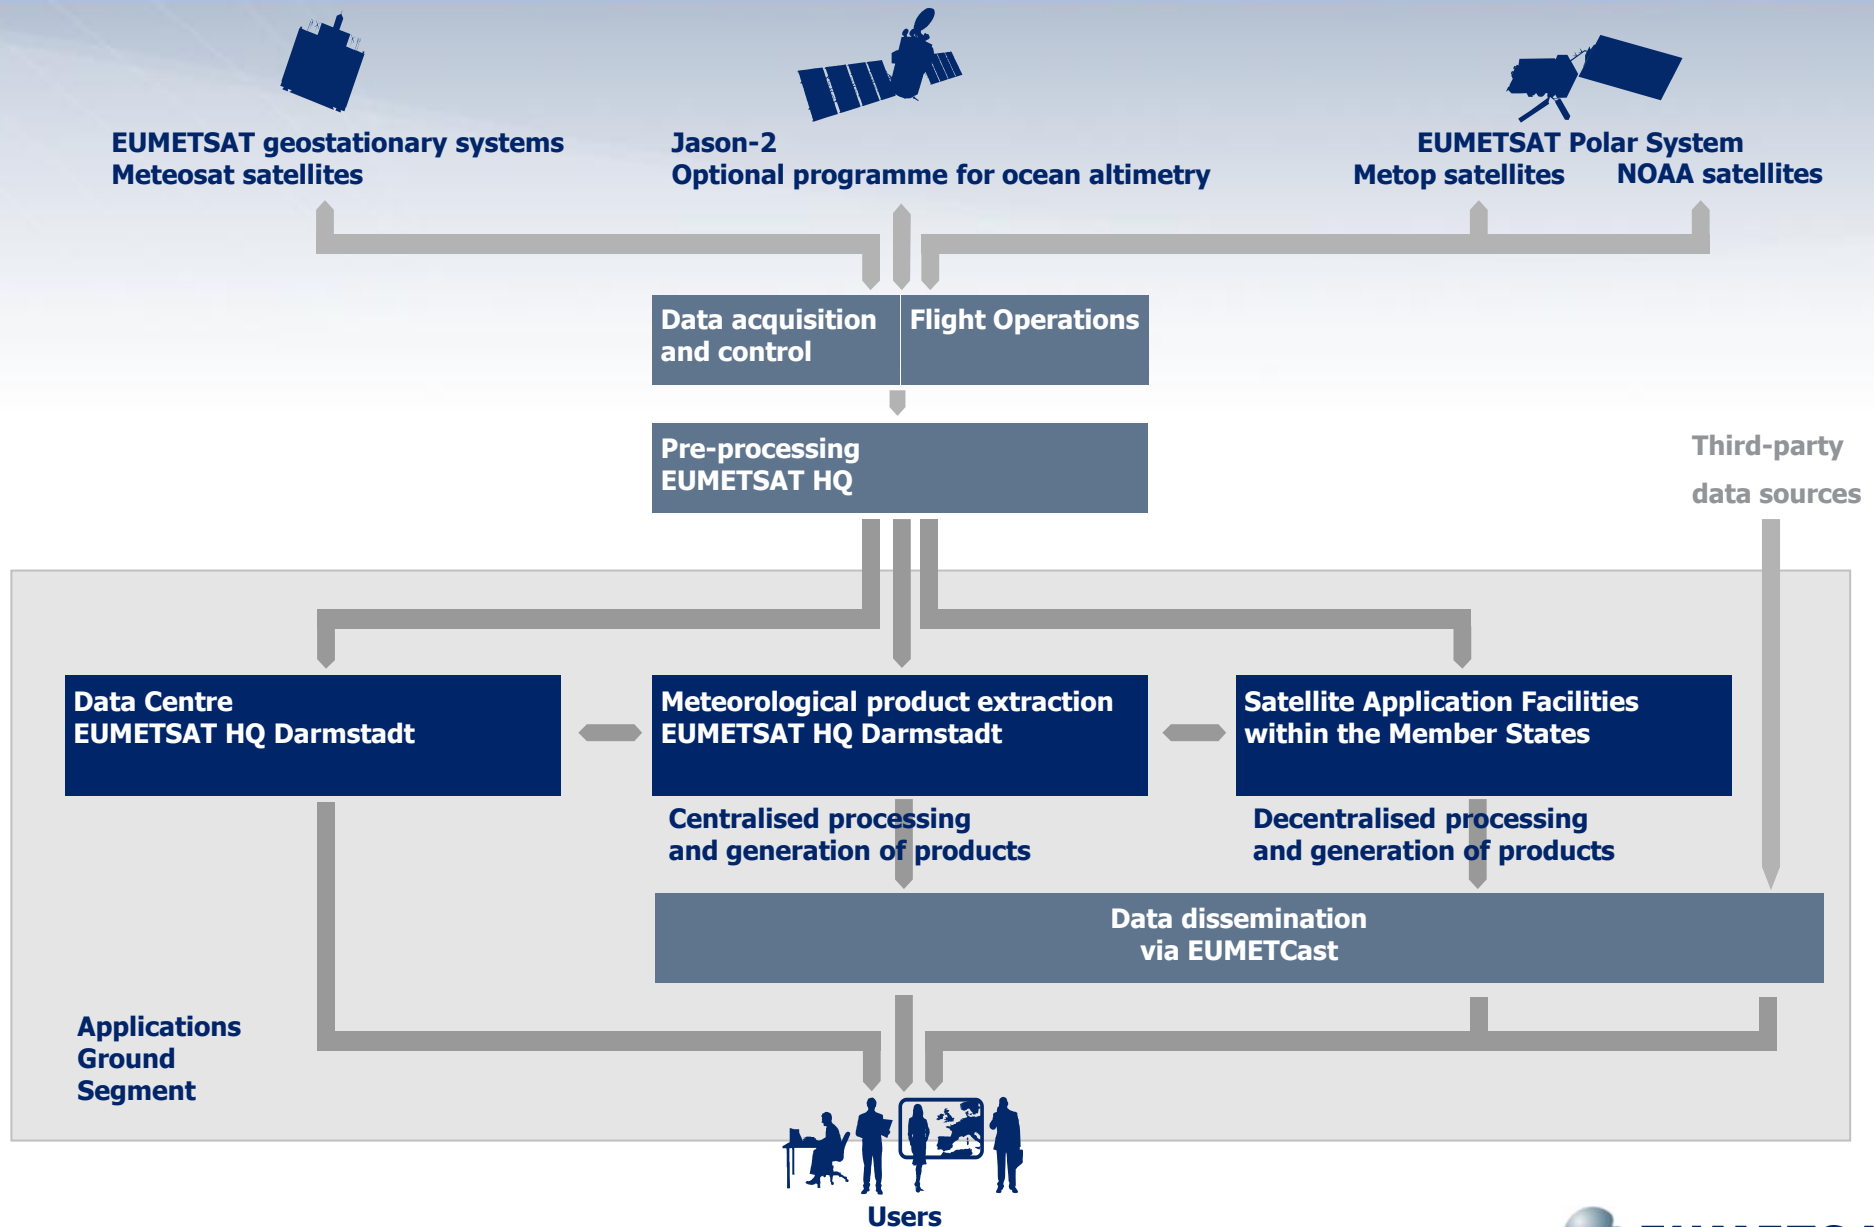 EUMETSAT geostationary systems
Meteosat satellites
Jason-2
Optional programme for ocean altimetry
EUMETSAT Polar System
Metop satellites
NOAA satellites
Data acquisition
and control
Flight Operations
Pre-processing
EUMETSAT HQ
Third-party
data sources
Data Centre
EUMETSAT HQ Darmstadt
Meteorological product extraction
EUMETSAT HQ Darmstadt
Satellite Application Facilities
within the Member States
Centralised processing
and generation of products
Decentralised processing
and generation of products
Data dissemination
via EUMETCast
Applications
Ground
Segment
Users